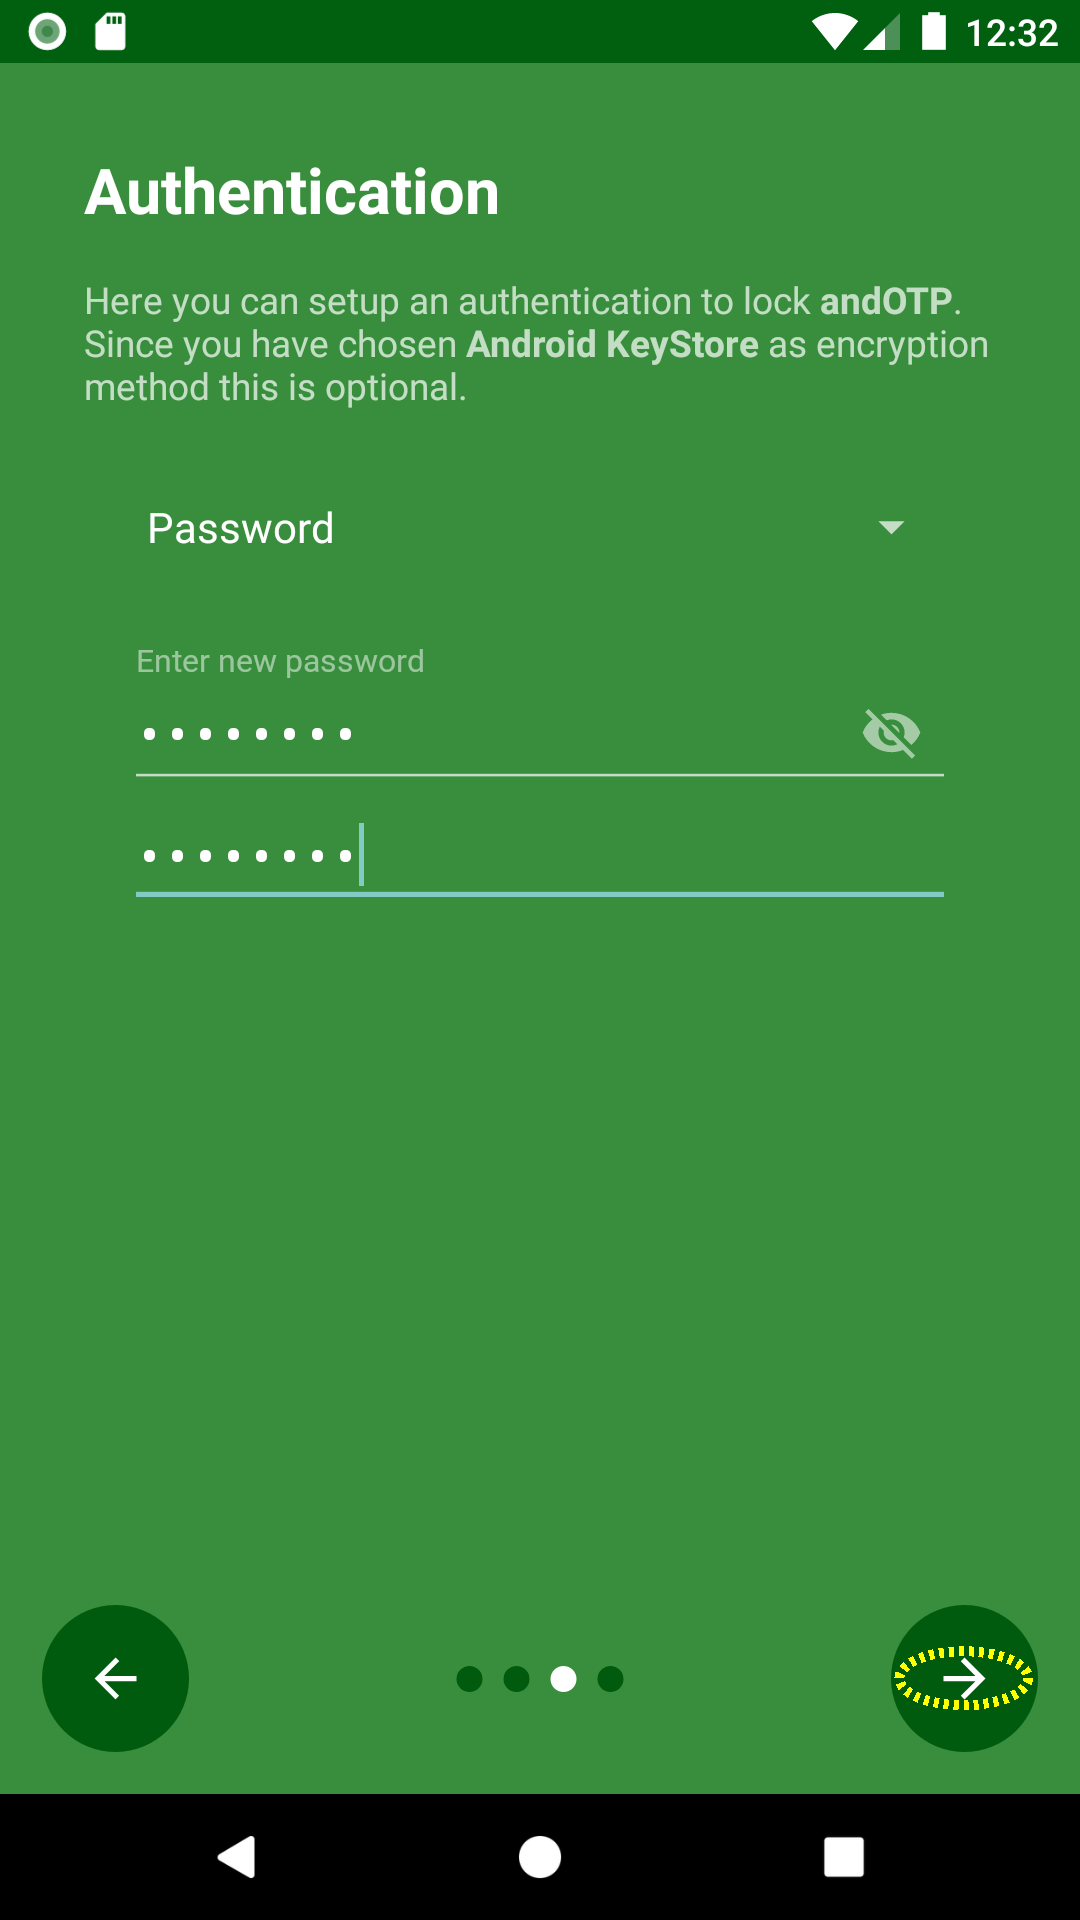 12:32
Authentication
Here you can setup an authentication to lock andOTP.
Since you have chosen Android KeyStore as encryption
method this is optional.
Password
Enter new password